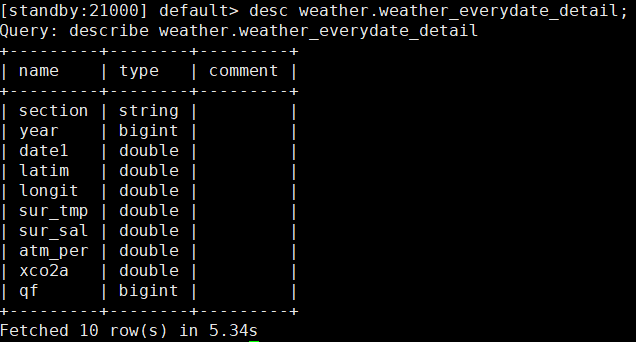 [standby:21000] default> desc weather.weather_everydate_detail;
Query: describe weather.weather_everydate_detail
+---------+--------+---------+
| name    | type   | comment |
+---------+--------+---------+
| section | string |         |
| year    | bigint |         |
| date1   | double |         |
| latim   | double |         |
| longit  | double |         |
| sur_tmp | double |         |
| sur_sal | double |         |
| atm_per | double |         |
| xco2a   | double |         |
| qf      | bigint |         |
+---------+--------+---------+
Fetched 10 row(s) in 5.34s